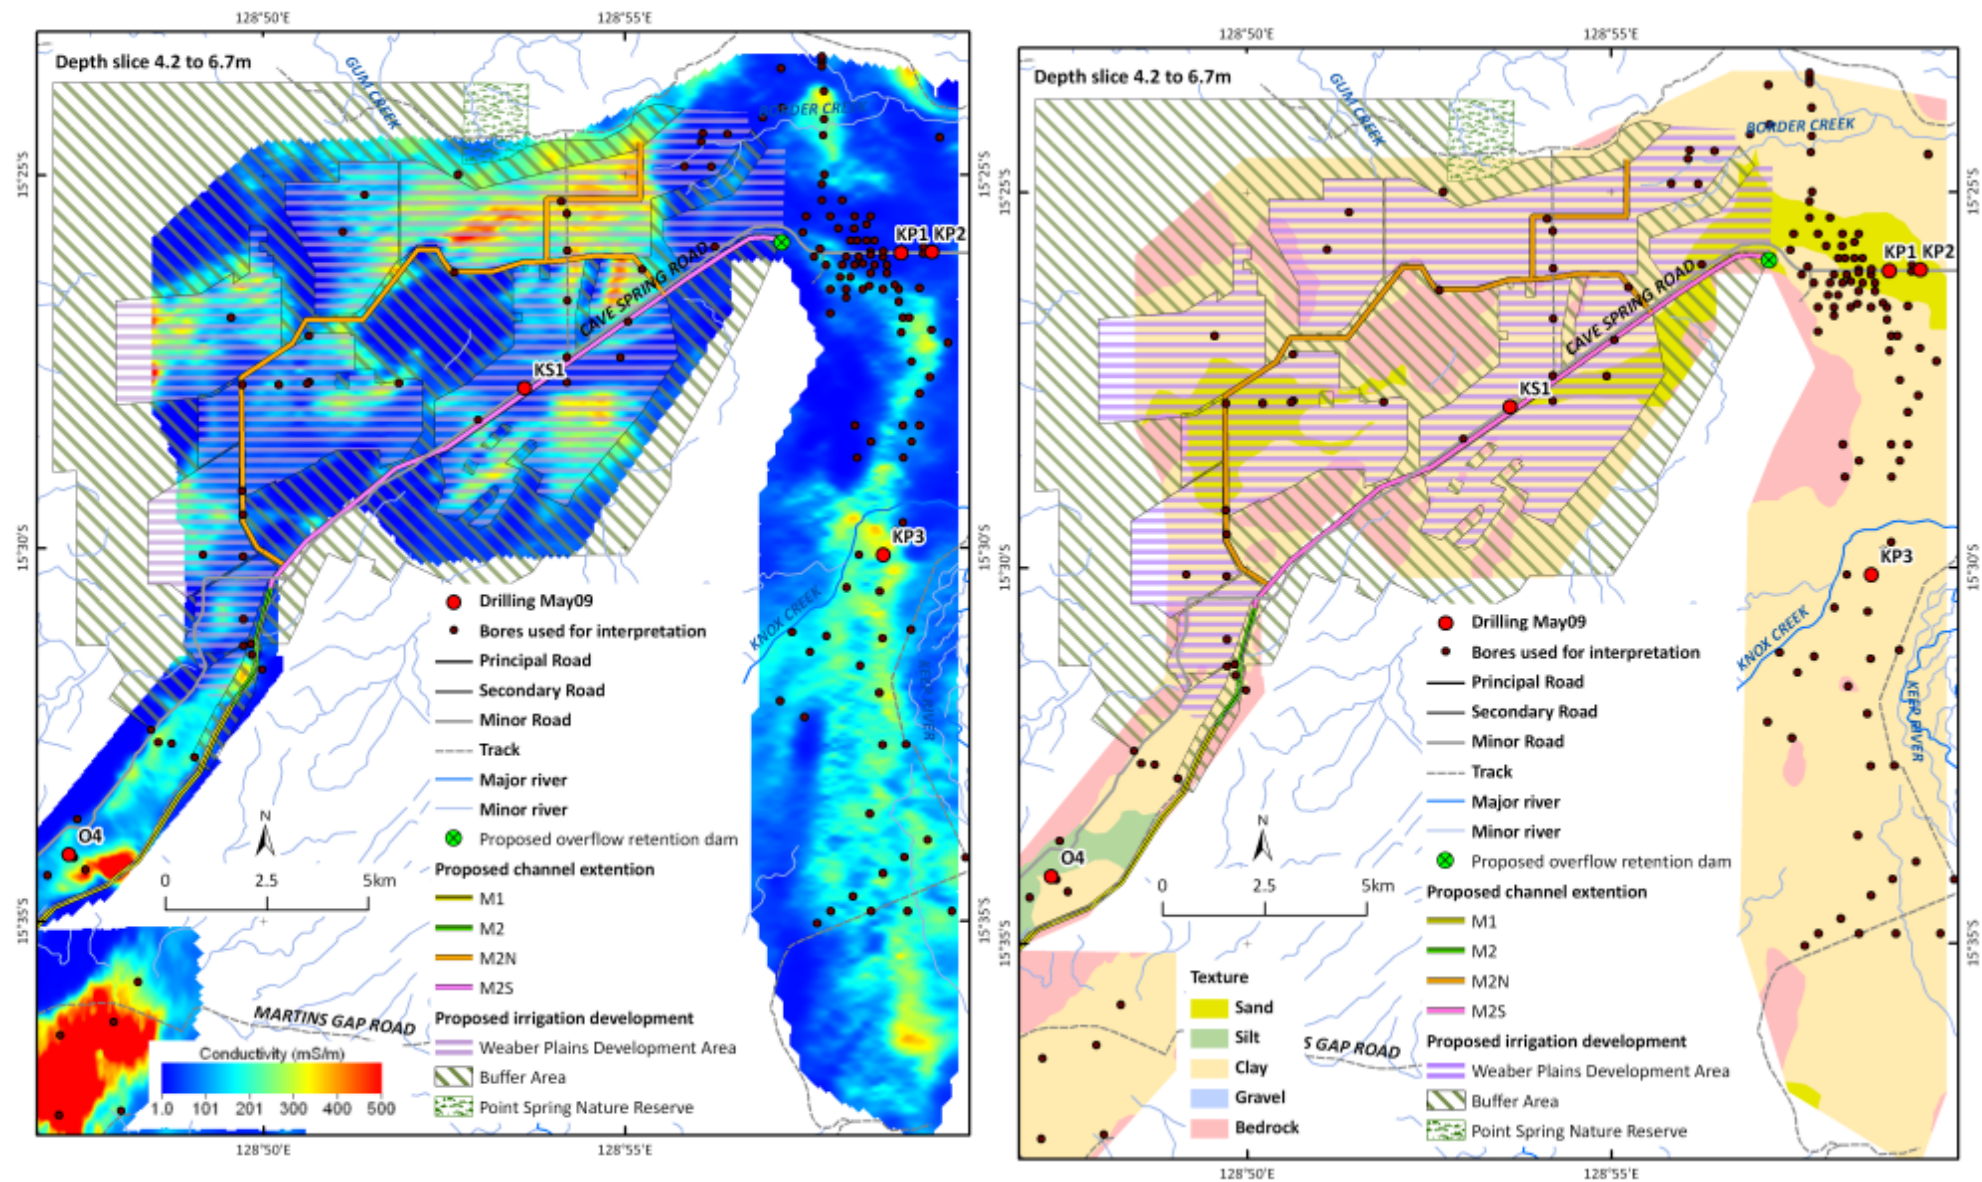 128°50'E
128°55'E
Depth slice 4.2 to 6.7m
GUM CREEK
BORDER CREEK
15°25'S
15°25'S
KP1 KP2
CAVE SPRING ROAD
KS1
KP3
15°30'S
15°30'S
KNOX CREEK
KEEP RIVER
O4
N
0 2.5 5km
15°35'S
15°35'S
MARTINS GAP ROAD
Conductivity (mS/m)
1.0 101 201 300 400 500
Drilling May09
Bores used for interpretation
Principal Road
Secondary Road
Minor Road
Track
Major river
Minor river
Proposed overflow retention dam
Proposed channel extention
M1
M2
M2N
M2S
Proposed irrigation development
Weaber Plains Development Area
Buffer Area
Point Spring Nature Reserve
128°50'E
128°55'E
128°50'E
128°55'E
Depth slice 4.2 to 6.7m
GUM CREEK
BORDER CREEK
15°25'S
KP1 KP2
CAVE SPRING ROAD
KS1
KP3
15°30'S
KNOX CREEK
KEEP RIVER
O4
N
0 2.5 5km
15°35'S
S GAP ROAD
Texture
Sand
Silt
Clay
Gravel
Bedrock
Drilling May09
Bores used for interpretation
Principal Road
Secondary Road
Minor Road
Track
Major river
Minor river
Proposed overflow retention dam
Proposed channel extention
M1
M2
M2N
M2S
Proposed irrigation development
Weaber Plains Development Area
Buffer Area
Point Spring Nature Reserve
128°50'E
128°55'E